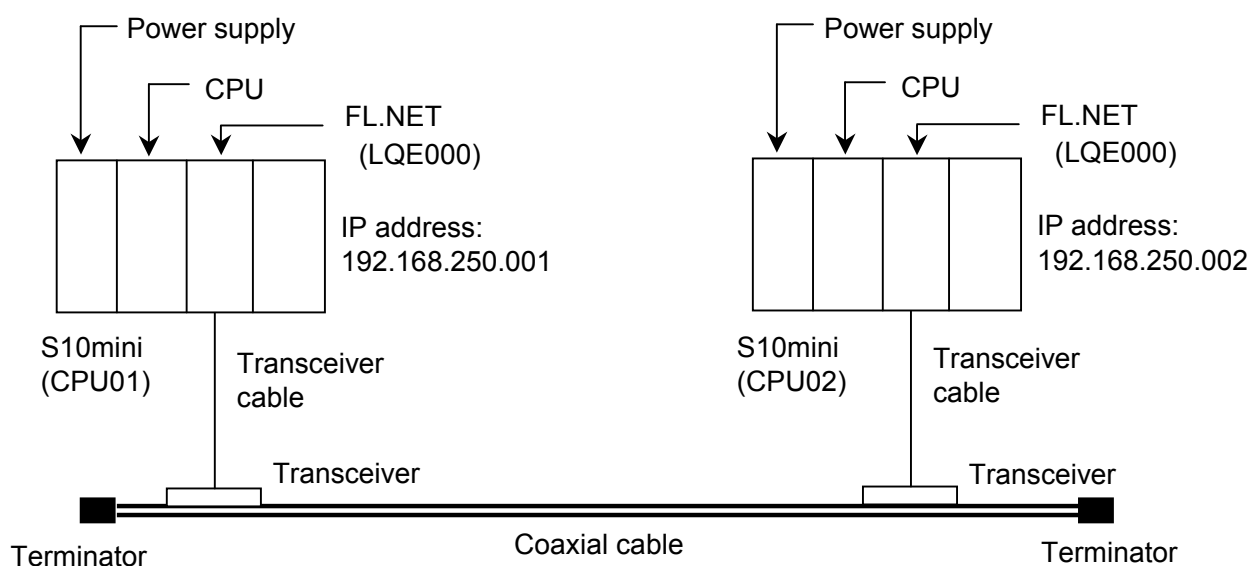 Power supply
CPU
FL.NET
(LQE000)
IP address:
192.168.250.001
S10mini
(CPU01)
Transceiver
cable
Transceiver
Terminator
Power supply
CPU
FL.NET
(LQE000)
IP address:
192.168.250.002
S10mini
(CPU02)
Transceiver
cable
Transceiver
Coaxial cable
Terminator